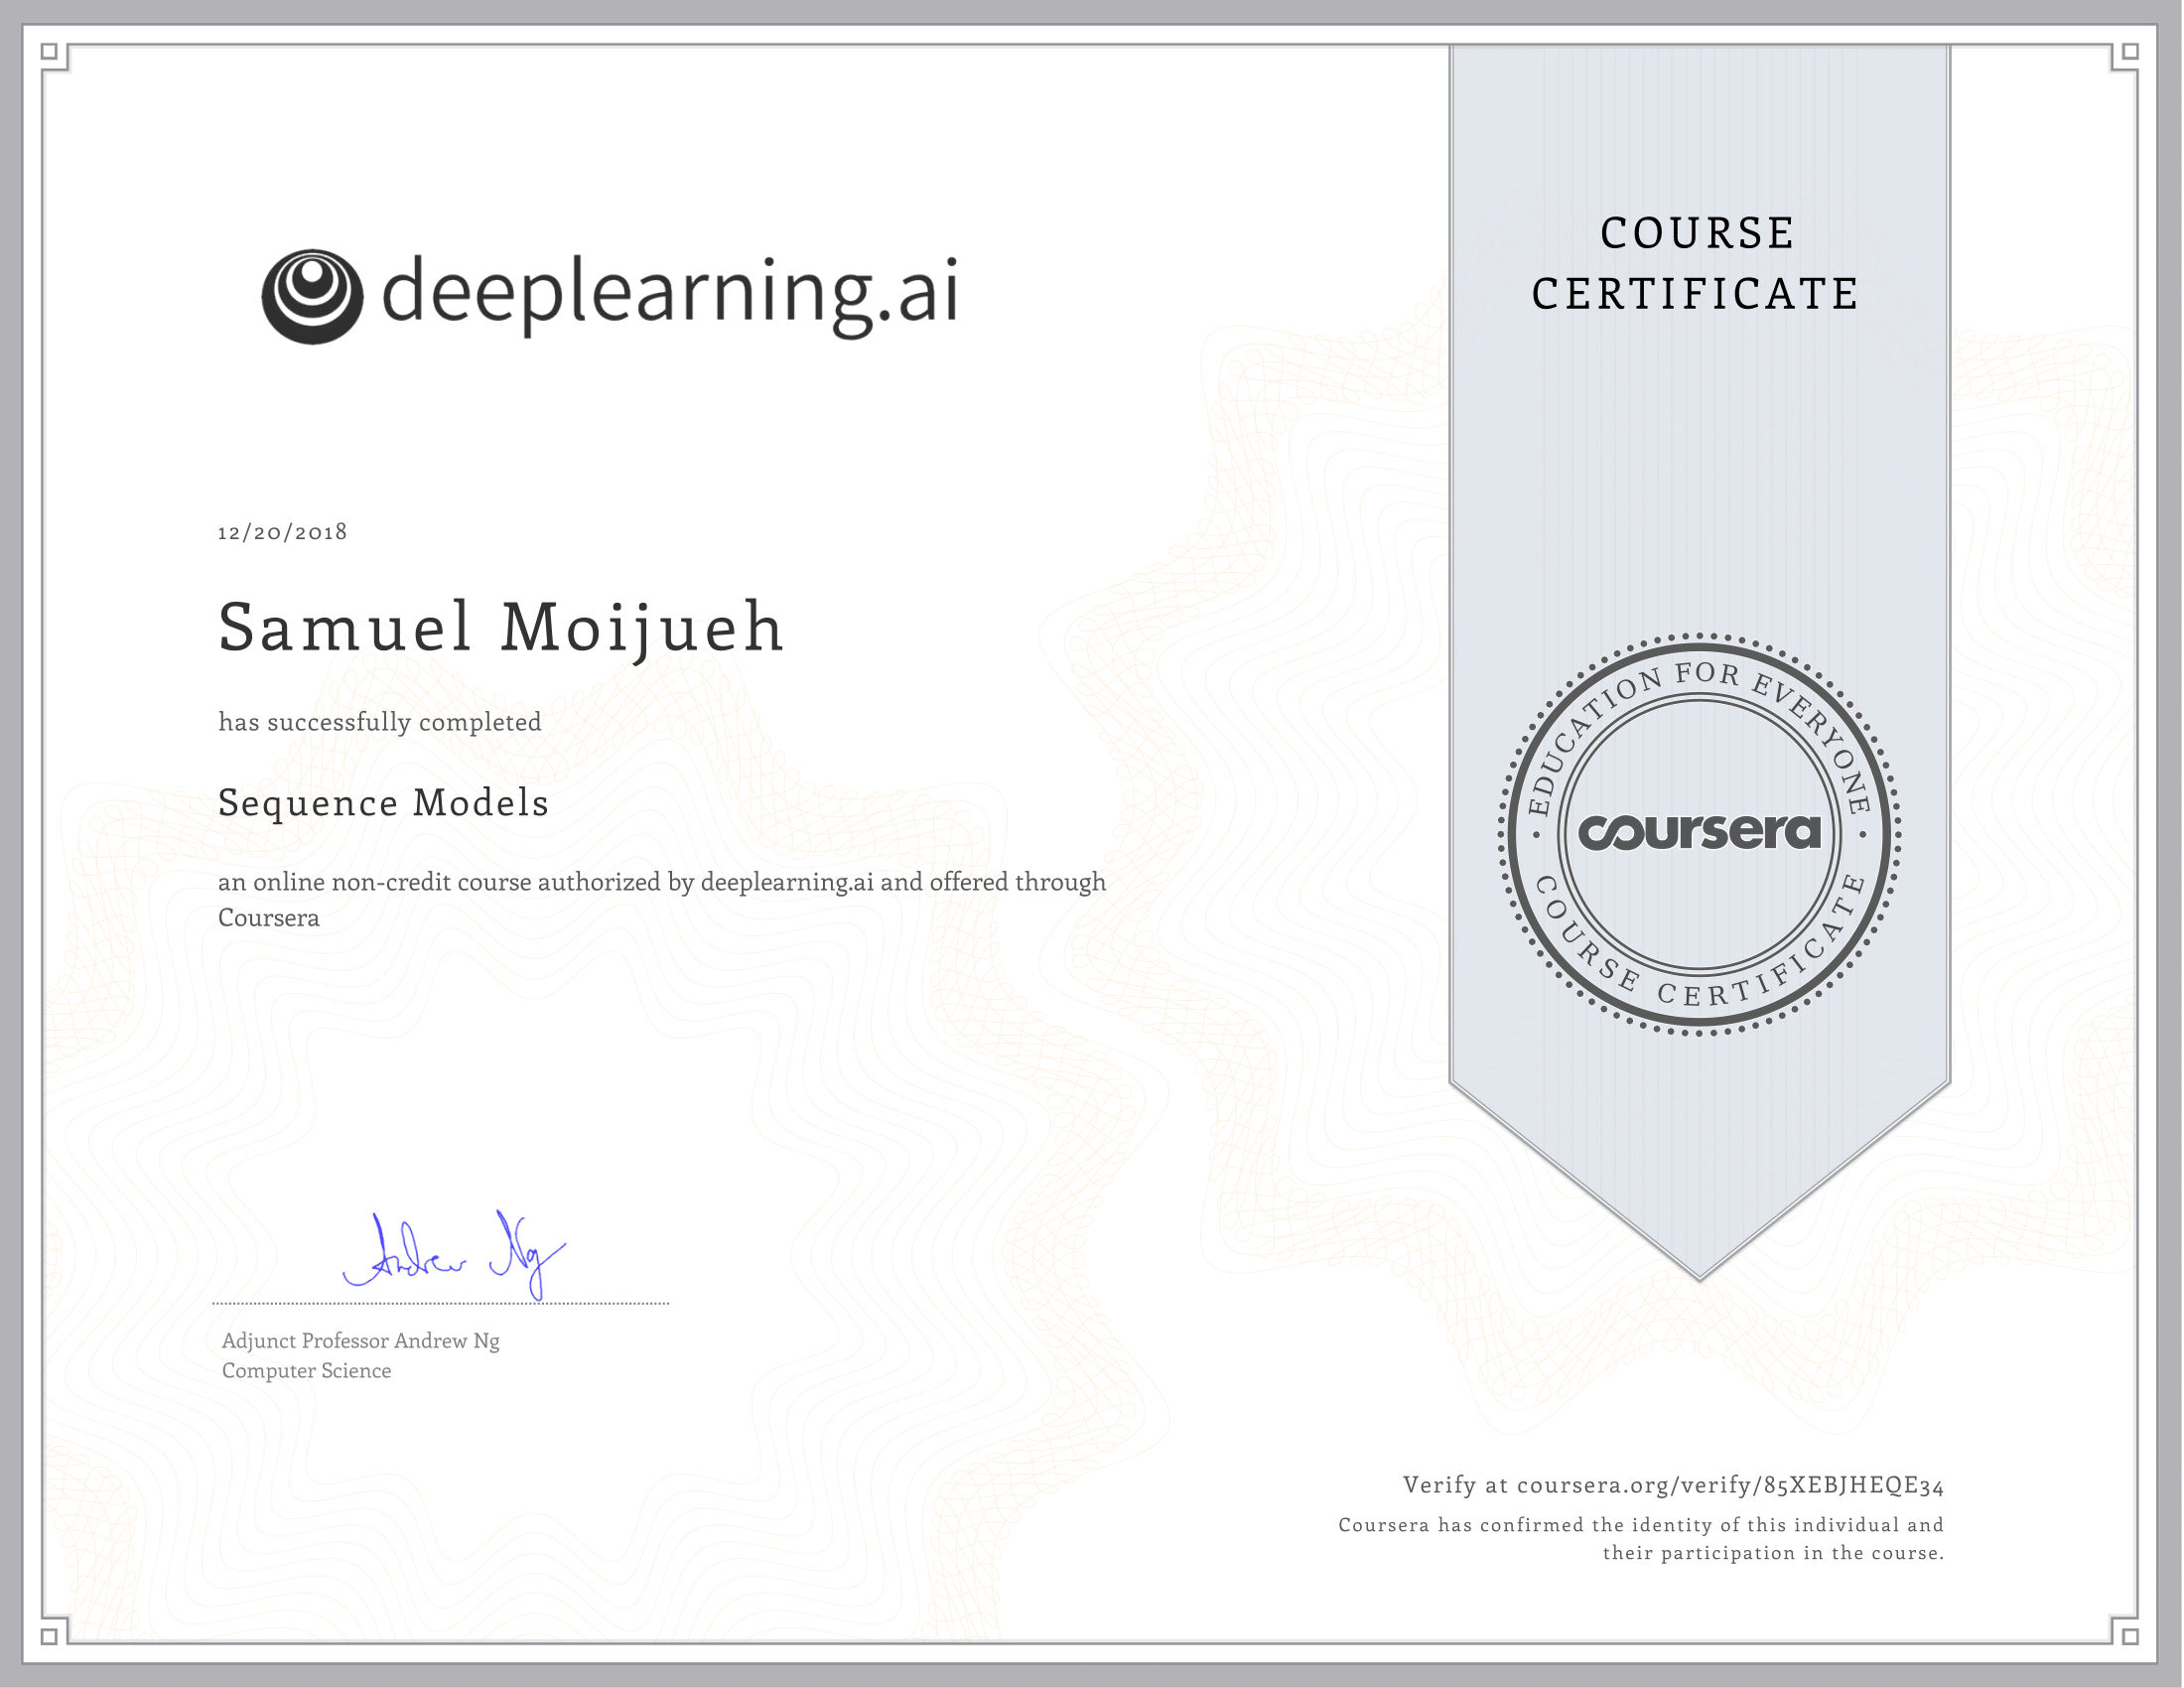 deeplearning.ai
COURSE
CERTIFICATE
12/20/2018
Samuel Moijueh
has successfully completed
Sequence Models
an online non-credit course authorized by deeplearning.ai and offered through
Coursera
EDUCATION FOR EVERYONE
coursera
COURSE CERTIFICATE
Andrew Ng
Adjunct Professor Andrew Ng
Computer Science
Verify at coursera.org/verify/85XEBJHEQE34
Coursera has confirmed the identity of this individual and
their participation in the course.